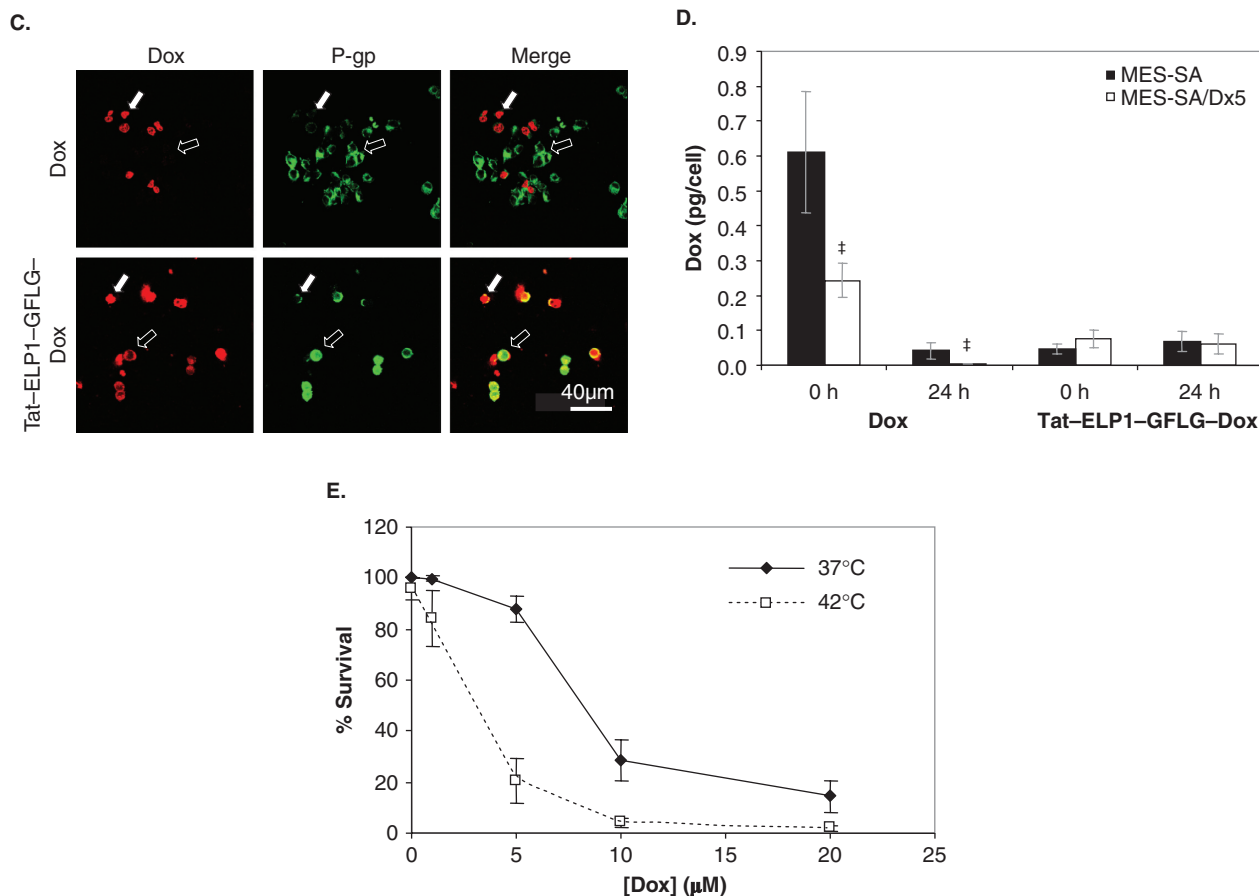 C.
Dox P-gp Merge
Dox
Tat–ELP1–GFLG–
Dox
40μm
D.
Dox (pg/cell)
0.9
0.8
0.7
0.6
0.5
0.4
0.3
0.2
0.1
0.0
MES-SA
MES-SA/Dx5
‡
‡
0 h 24 h 0 h 24 h
Dox Tat–ELP1–GFLG–Dox
E.
% Survival
120
100
80
60
40
20
0
37°C
42°C
0 5 10 15 20 25
[Dox] (μM)